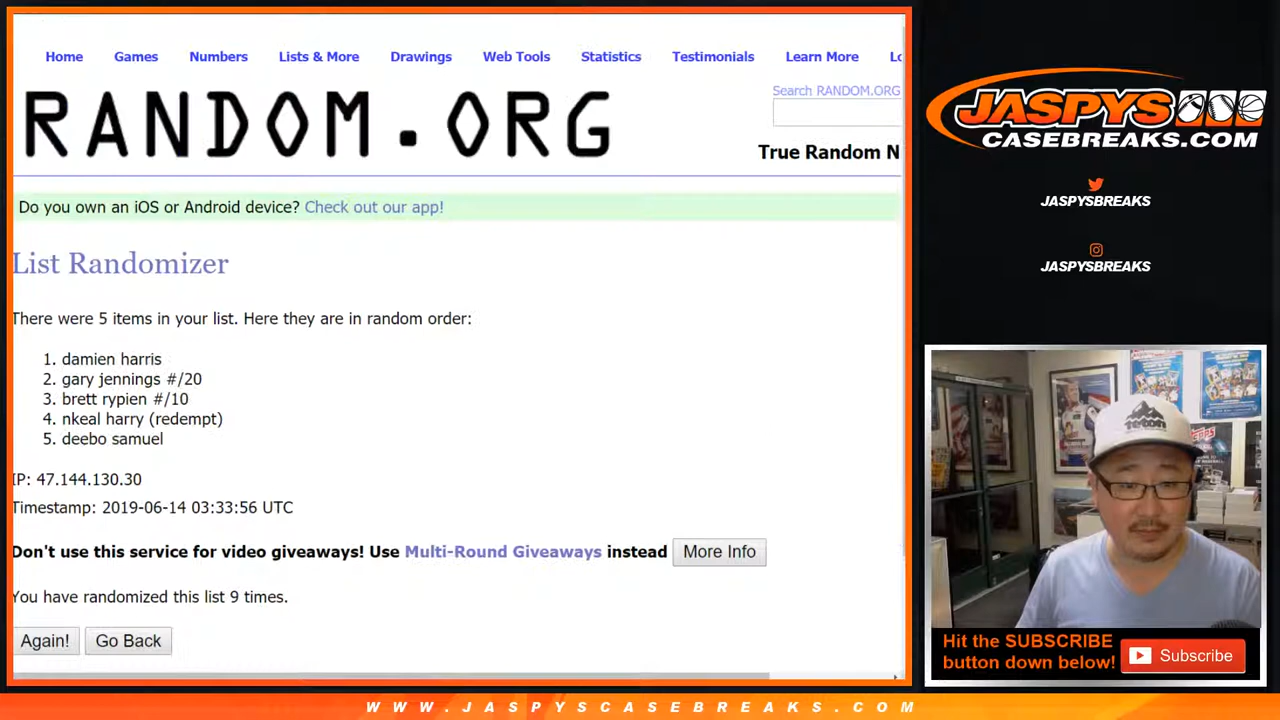 Home Games Numbers Lists & More Drawings Web Tools Statistics Testimonials Learn More
RANDOM.ORG
Search RANDOM.ORG
True Random N
Do you own an iOS or Android device? Check out our app!
List Randomizer
There were 5 items in your list. Here they are in random order:
1. damien harris
2. gary jennings #/20
3. brett rypien #/10
4. nkeal harry (redempt)
5. deebo samuel
IP: 47.144.130.30
Timestamp: 2019-06-14 03:33:56 UTC
Don't use this service for video giveaways! Use Multi-Round Giveaways instead More Info
You have randomized this list 9 times.
Again! Go Back
JASPYS
CASEBREAKS.COM
JASPYSBREAKS
JASPYSBREAKS
teton
Hit the SUBSCRIBE
button down below!
Subscribe
WWW.JASPYSCASEBREAKS.COM